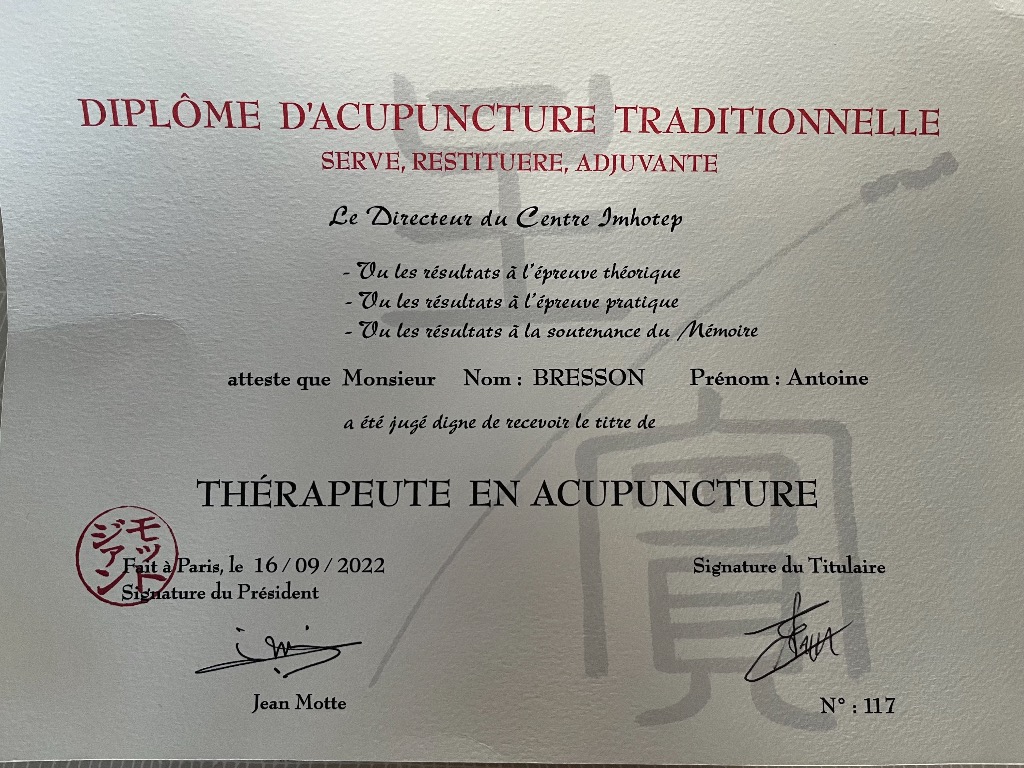 DIPLÔME D'ACUPUNCTURE TRADITIONNELLE
SERVE, RESTITUERE, ADJUVANTE
Le Directeur du Centre Imhotep
- Vu les résultats à l'épreuve théorique
- Vu les résultats à l'épreuve pratique
- Vu les résultats à la soutenance du Mémoire
atteste que Monsieur Nom : BRESSON Prénom : Antoine
a été jugé digne de recevoir le titre de
THÉRAPEUTE EN ACUPUNCTURE
モット
ジアン
Fait à Paris, le 16 / 09 / 2022
Signature du Président
Signature du Titulaire
Jean Motte
N° : 117